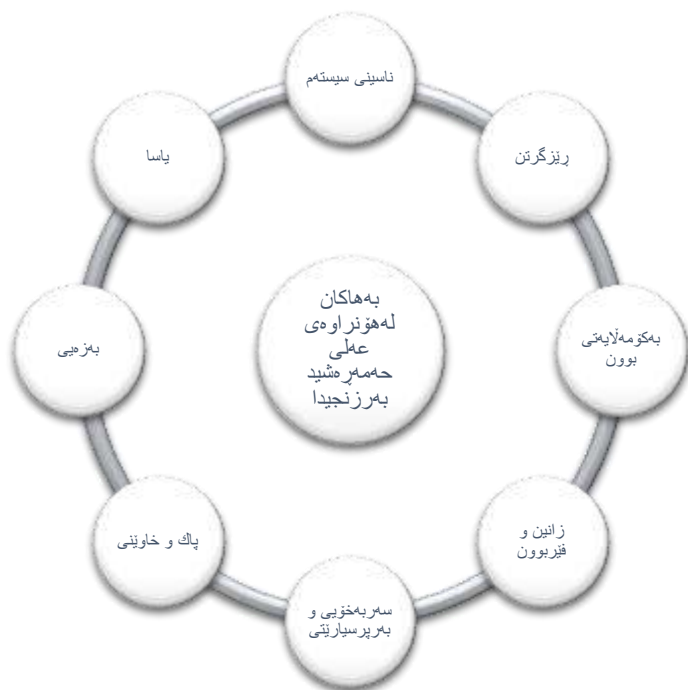 ناسینی سیستەم
ڕێزگرتن
بەکۆمەڵایەتی
بوون
زانین و
فێربوون
سەربەخۆیی و
بەرپرسیارێتی
پاك و خاوێنی
بەزەیی
یاسا
بەهاکان
لەهۆنراوەی
عەلی
حەمەڕەشید
بەرزنجیدا